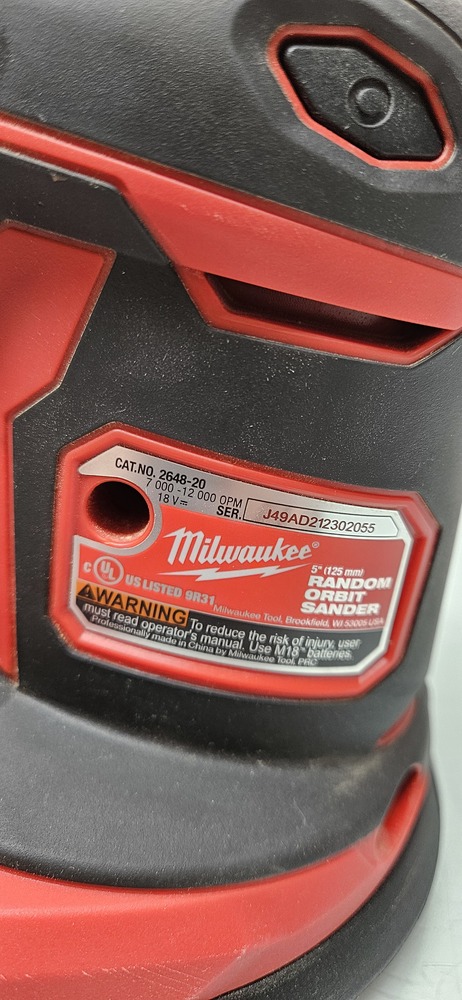 CAT.NO. 2648-20
7 000 -12 000 OPM
18 V⎓
SER. J49AD212302055
Milwaukee®
5" (125 mm)
RANDOM
ORBIT
SANDER
C UL US LISTED 9R31
Milwaukee Tool, Brookfield, WI 53005 USA
WARNING To reduce the risk of injury, user
must read operator's manual. Use M18™ batteries.
Professionally made in China by Milwaukee Tool, PRC